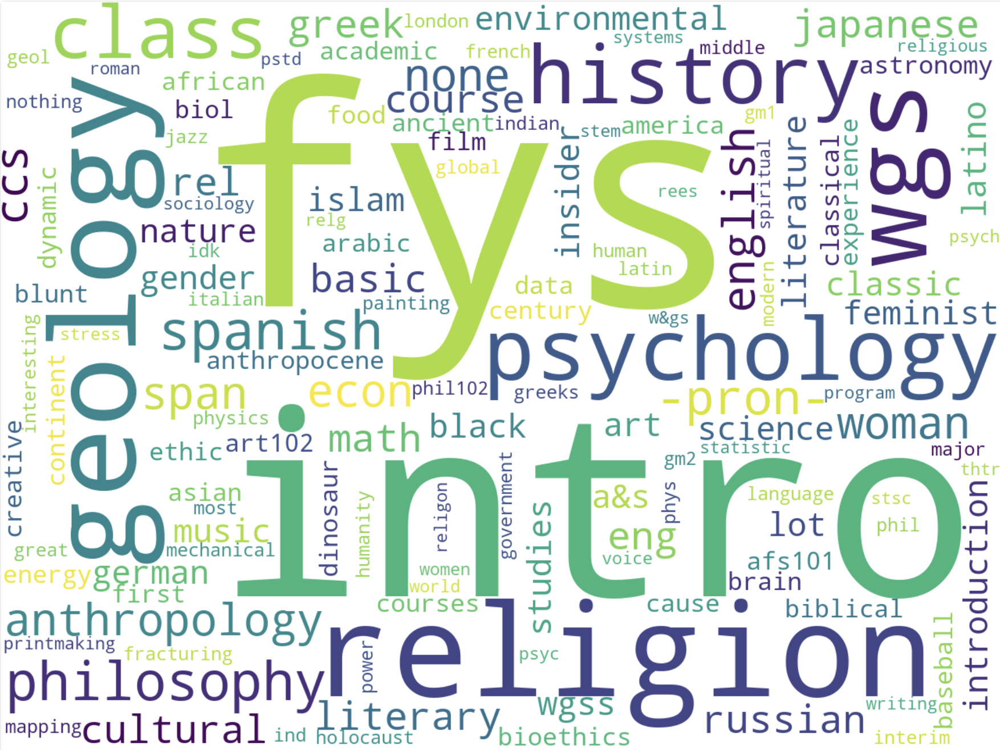 class
greek
london
environmental
japanese
geol
roman
pstd
academic
french
systems
middle
religious
astronomy
history
none
course
african
nothing
biol
food
ancient
indian
jazz
film
global
stem
america
gm1
fys
geology
ccs
dynamic
rel
sociology
islam
relg
nature
idk
arabic
insider
english
spiritual
literature
classical
experience
wgs
latino
rees
psych
human
latin
gender
basic
data
classic
blunt
italian
painting
century
w&gs
modern
feminist
stress
spanish
anthropocene
psychology
interesting
continent
span
econ
phil102
greeks
-pron-
program
physics
math
black
art
science
woman
creative
ethic
art102
statistic
major
gm2
thtr
intro
asian
most
dinosaur
humanity
religon
government
studies
a&s
phys
language
stsc
lot
phil
introduction
music
mechanical
eng
voice
afs101
great
energy
german
first
women
world
brain
courses
cause
biblical
anthropology
religion
printmaking
fracturing
power
psyc
baseball
philosophy
literary
wgss
russian
writing
mapping
cultural
ind
holocaust
bioethics
interim